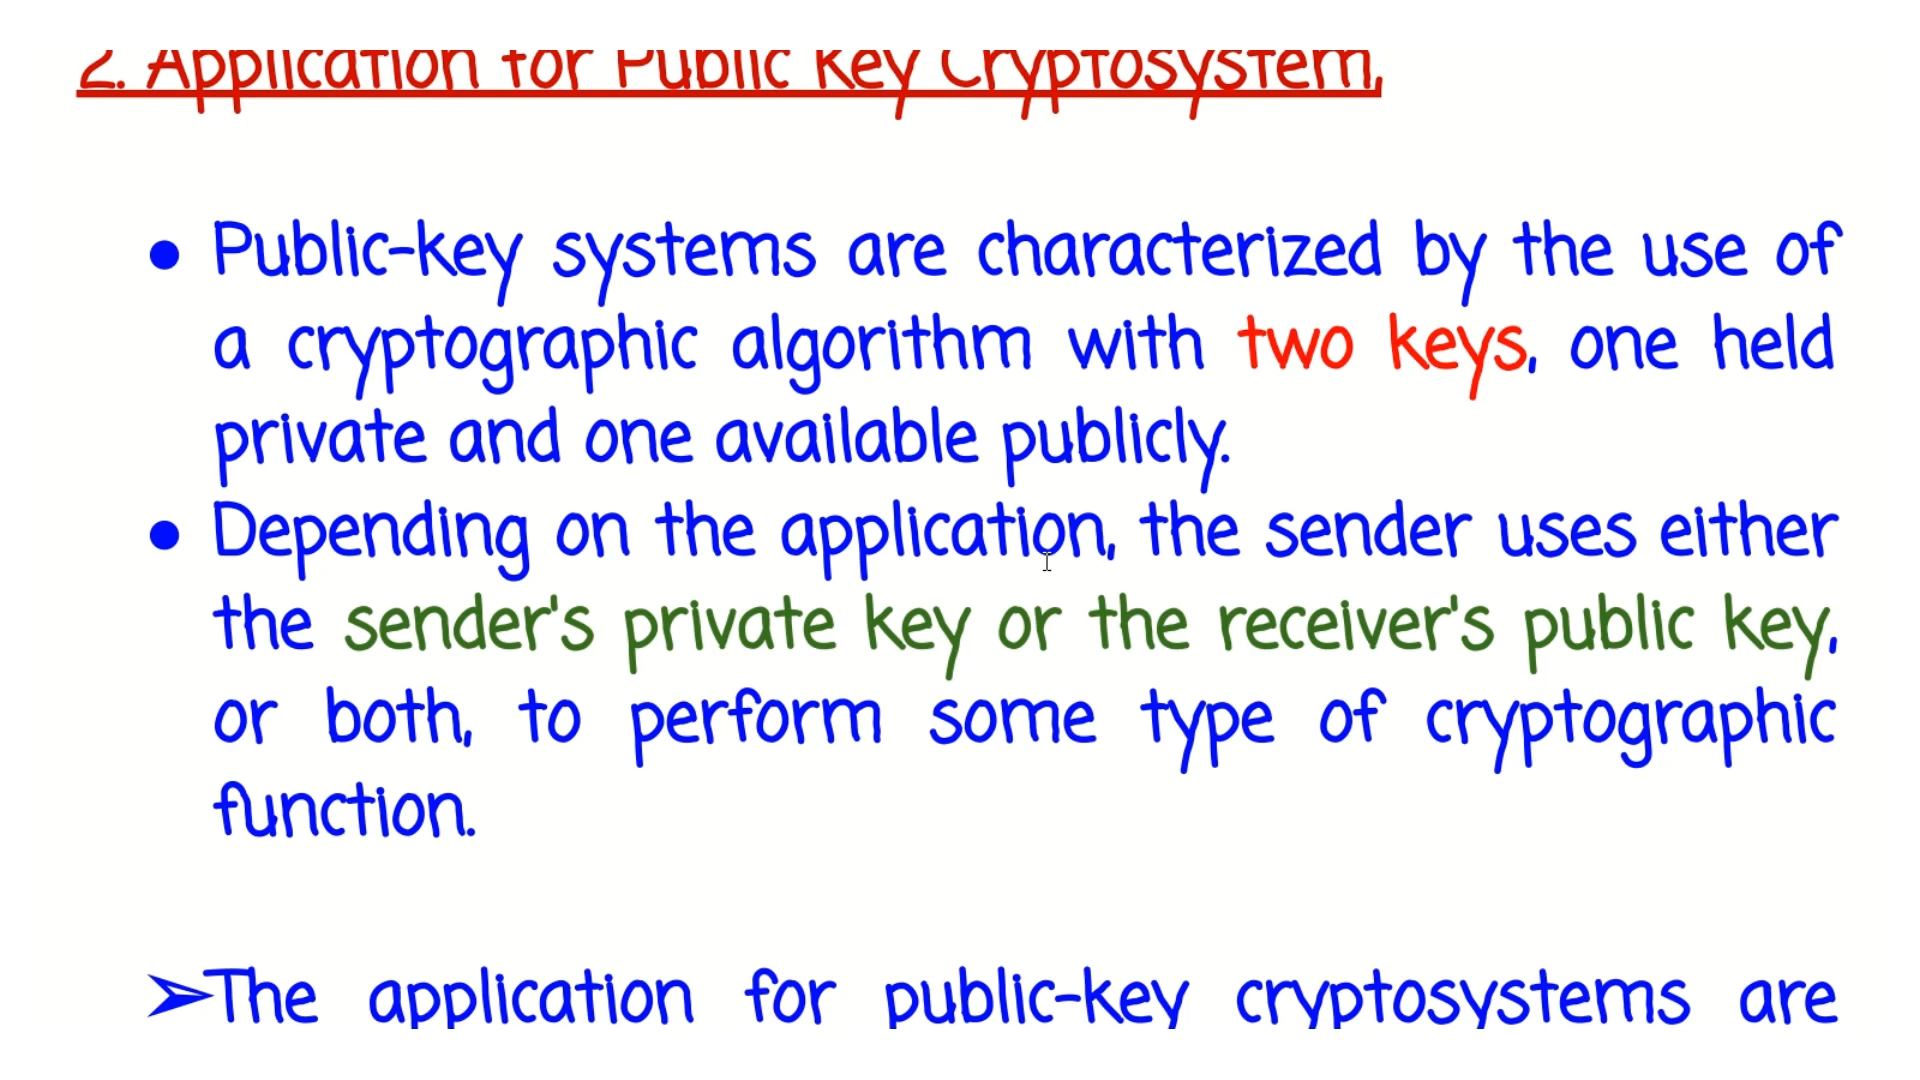 2. Application for Public Key Cryptosystem,
● Public-key systems are characterized by the use of
a cryptographic algorithm with two keys, one held
private and one available publicly.
● Depending on the application, the sender uses either
the sender's private key or the receiver's public key,
or both, to perform some type of cryptographic
function.
➢The application for public-key cryptosystems are